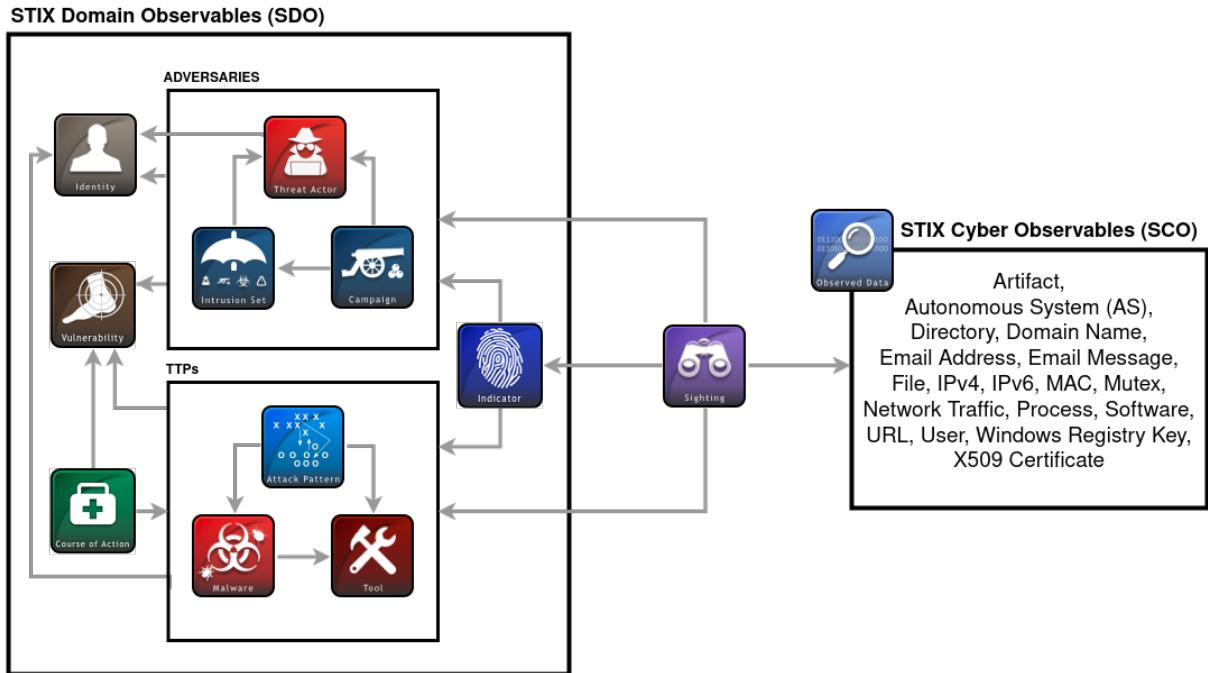 STIX Domain Observables (SDO)
ADVERSARIES
Identity
Threat Actor
Intrusion Set
Campaign
Vulnerability
TTPs
Attack Pattern
Indicator
Sighting
Course of Action
Malware
Tool
Observed Data
STIX Cyber Observables (SCO)
Artifact,
Autonomous System (AS),
Directory, Domain Name,
Email Address, Email Message,
File, IPv4, IPv6, MAC, Mutex,
Network Traffic, Process, Software,
URL, User, Windows Registry Key,
X509 Certificate